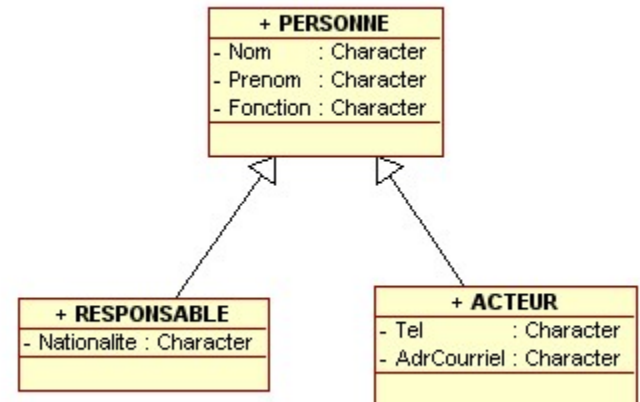 + PERSONNE
- Nom : Character
- Prenom : Character
- Fonction : Character
+ RESPONSABLE
- Nationalite : Character
+ ACTEUR
- Tel : Character
- AdrCourriel : Character